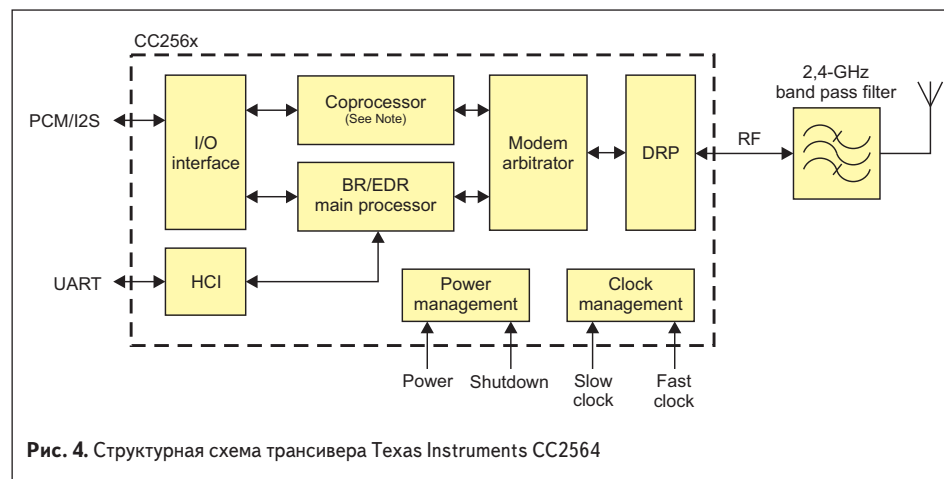 CC256x
2,4-GHz
band pass filter
PCM/I2S
I/O
interface
Coprocessor
(See Note)
BR/EDR
main processor
Modem
arbitrator
DRP
RF
UART
HCI
Power
management
Clock
management
Power
Shutdown
Slow
clock
Fast
clock
Рис. 4. Структурная схема трансивера Texas Instruments CC2564